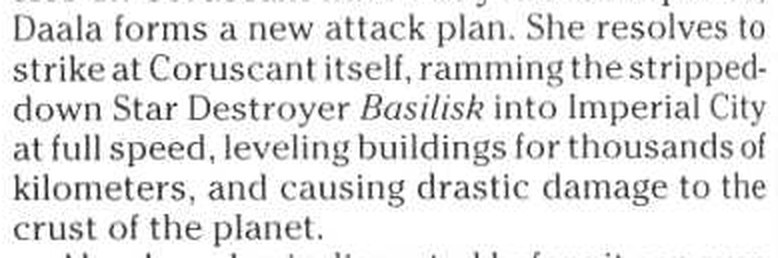 Daala forms a new attack plan. She resolves to
strike at Coruscant itself, ramming the stripped-
down Star Destroyer Basilisk into Imperial City
at full speed, leveling buildings for thousands of
kilometers, and causing drastic damage to the
crust of the planet.